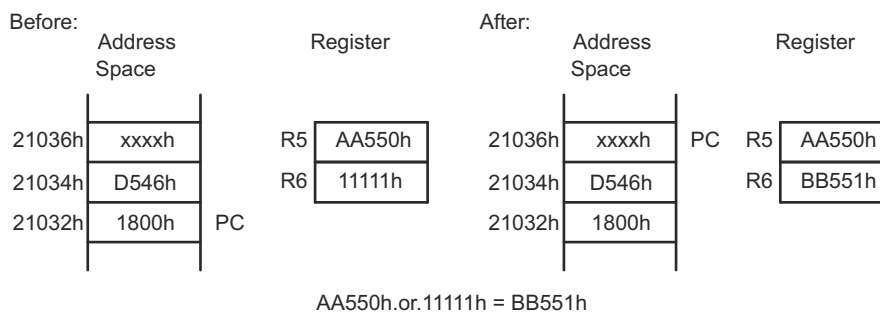 Before:
Address Space
Register
21036h xxxxh
21034h D546h
21032h 1800h PC
R5 AA550h
R6 11111h
After:
Address Space
Register
21036h xxxxh PC
21034h D546h
21032h 1800h
R5 AA550h
R6 BB551h
AA550h.or.11111h = BB551h